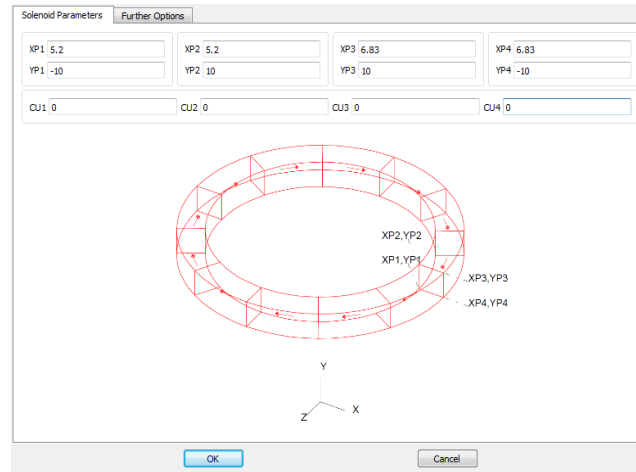 Solenoid Parameters Further Options
XP1 5.2 XP2 5.2 XP3 6.83 XP4 6.83
YP1 -10 YP2 10 YP3 10 YP4 -10
CU1 0 CU2 0 CU3 0 CU4 0
XP2,YP2
XP1,YP1
XP3,YP3
XP4,YP4
Y
X
Z
OK Cancel